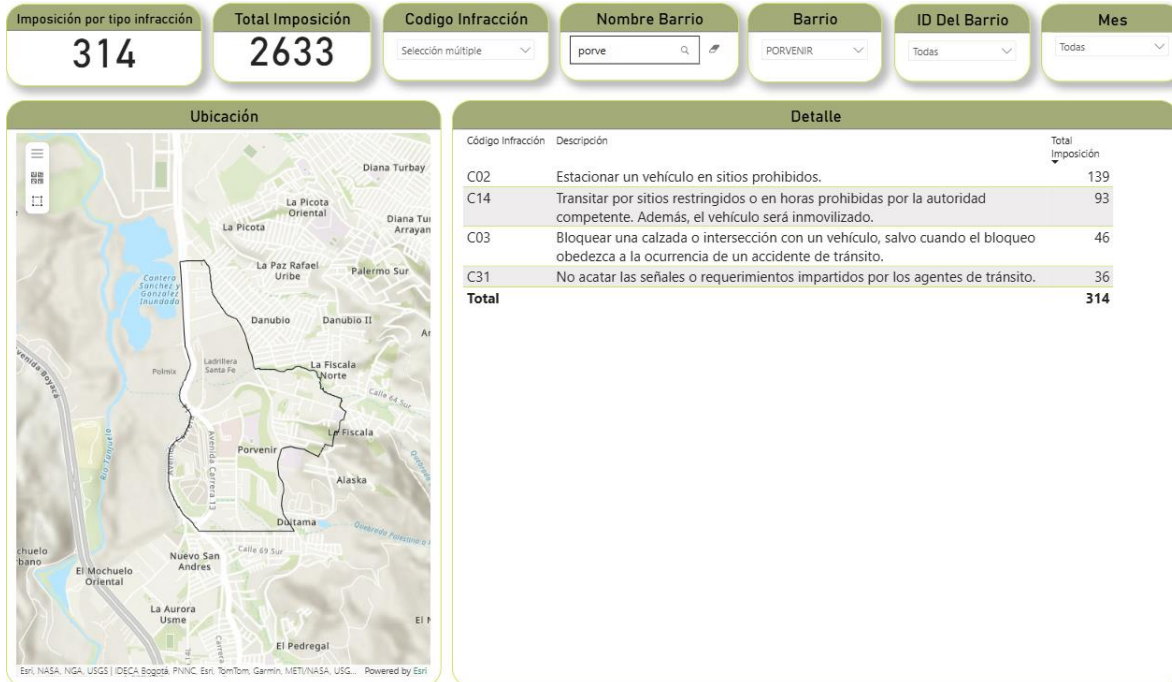 Imposición por tipo infracción
314
Total Imposición
2633
Codigo Infracción
Selección múltiple
Nombre Barrio
porve
Barrio
PORVENIR
ID Del Barrio
Todas
Mes
Todas
Ubicación
Diana Turbay
La Picota
Oriental
Diana Tur
Arrayan
La Picota
Cantera
Sanchez y
Gonzalez
Inundada
La Paz Rafael
Uribe
Palermo Sur
Danubio
Danubio II
Ladrillera
Santa Fe
Polmix
La Fiscala
Norte
Calle 64 Sur
Avenida Boyacá
Río Tunjuelo
La Fiscala
Avenida Carrera 14
Avenida Carrera 13
Porvenir
Alaska
Duitama
Calle 69 Sur
Nuevo San
Andres
chuelo
rbano
El Mochuelo
Oriental
La Aurora
Usme
El Pedregal
Esri, NASA, NGA, USGS | IDECA Bogotá, PNNC, Esri, TomTom, Garmin, METI/NASA, USG... Powered by Esri
Detalle
Código Infracción Descripción Total
Imposición
C02 Estacionar un vehículo en sitios prohibidos. 139
C14 Transitar por sitios restringidos o en horas prohibidas por la autoridad 93
competente. Además, el vehículo será inmovilizado.
C03 Bloquear una calzada o intersección con un vehículo, salvo cuando el bloqueo 46
obedezca a la ocurrencia de un accidente de tránsito.
C31 No acatar las señales o requerimientos impartidos por los agentes de tránsito. 36
Total 314